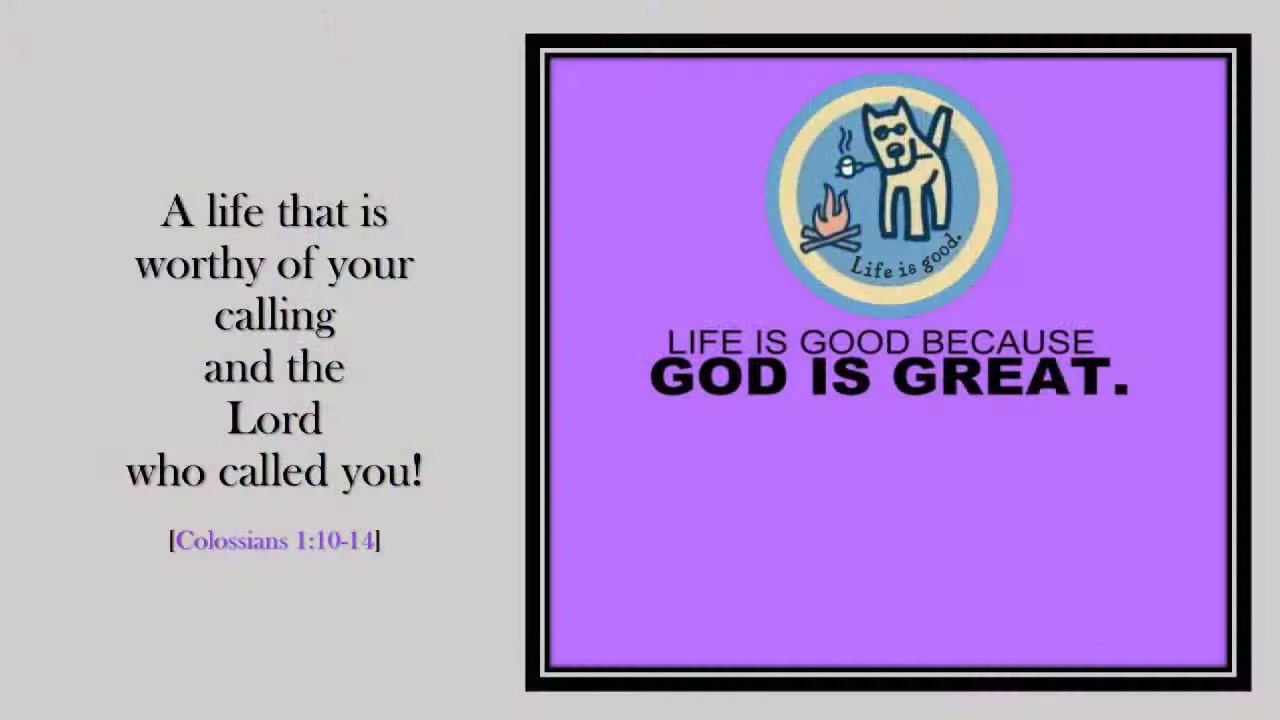 A life that is
worthy of your
calling
and the
Lord
who called you!
[Colossians 1:10-14]
Life is good.
LIFE IS GOOD BECAUSE
GOD IS GREAT.